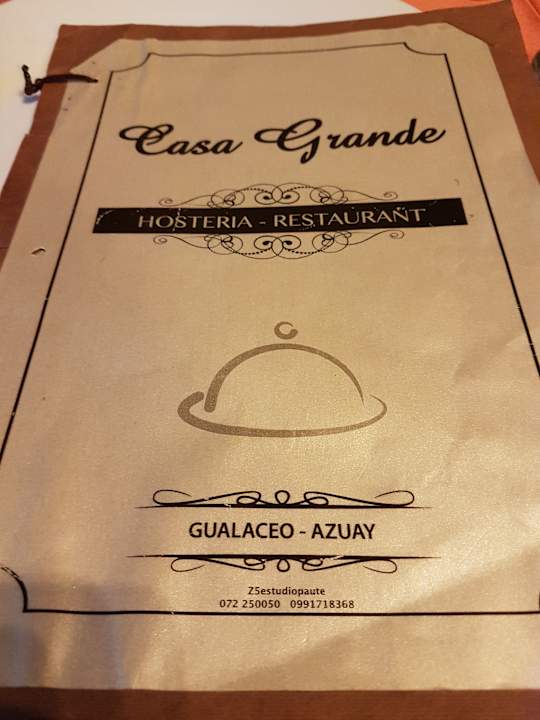 Casa Grande
HOSTERIA - RESTAURANT
GUALACEO - AZUAY
Z5estudiopaute
072 250050 0991718368